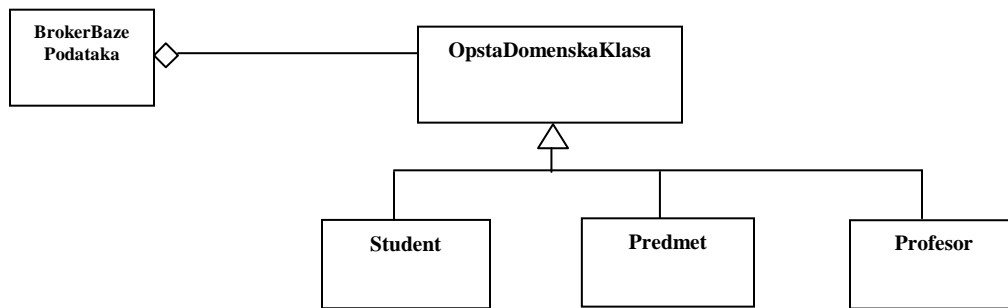 BrokerBaze
Podataka
OpstaDomenskaKlasa
Student
Predmet
Profesor